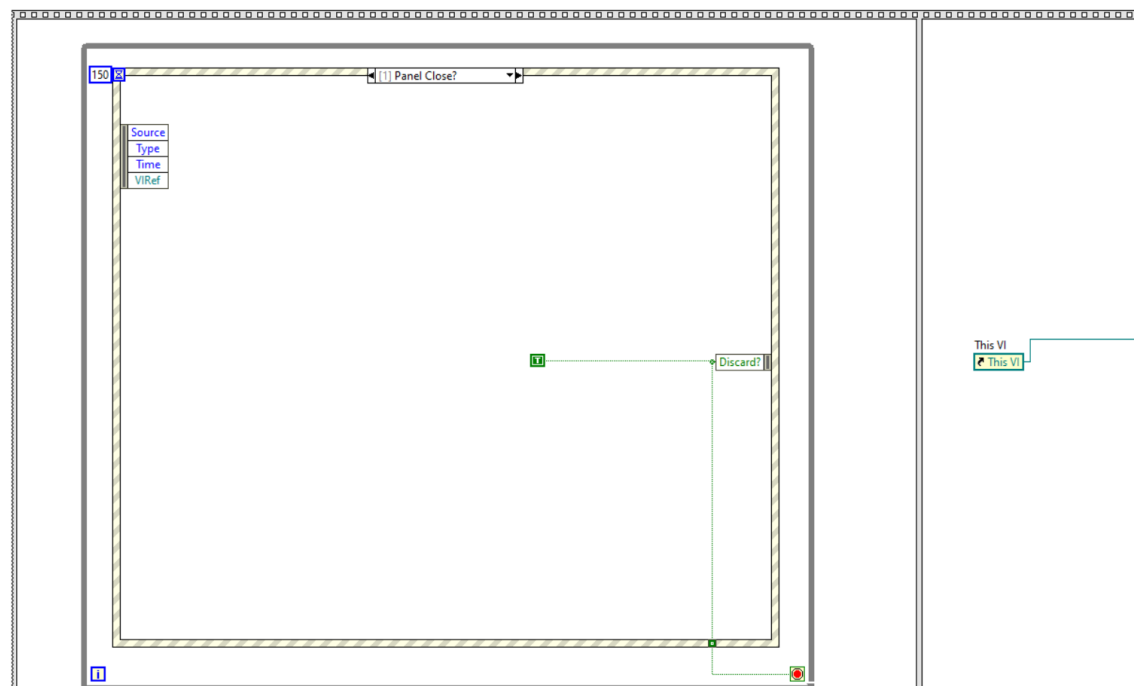 150
[1] Panel Close?
Source
Type
Time
VIRef
This VI
This VI
T
Discard?
i